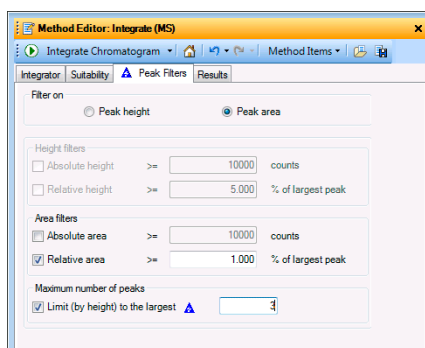 Method Editor: Integrate (MS)
Integrate Chromatogram Method Items
Integrator Suitability Peak Filters Results
Filter on
Peak height Peak area
Height filters
Absolute height >= 10000 counts
Relative height >= 5.000 % of largest peak
Area filters
Absolute area >= 10000 counts
Relative area >= 1.000 % of largest peak
Maximum number of peaks
Limit (by height) to the largest 3